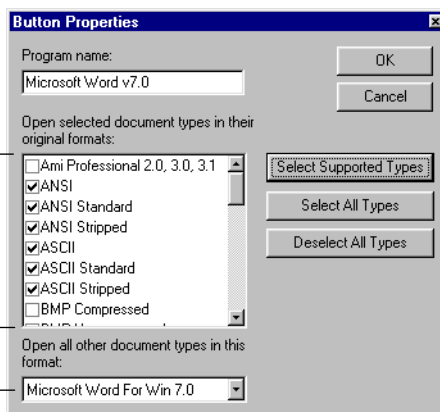 Button Properties
Program name:
Microsoft Word v7.0
OK
Cancel
Open selected document types in their
original formats:
Ami Professional 2.0, 3.0, 3.1
ANSI
ANSI Standard
ANSI Stripped
ASCII
ASCII Standard
ASCII Stripped
BMP Compressed
Select Supported Types
Select All Types
Deselect All Types
Open all other document types in this
format:
Microsoft Word For Win 7.0